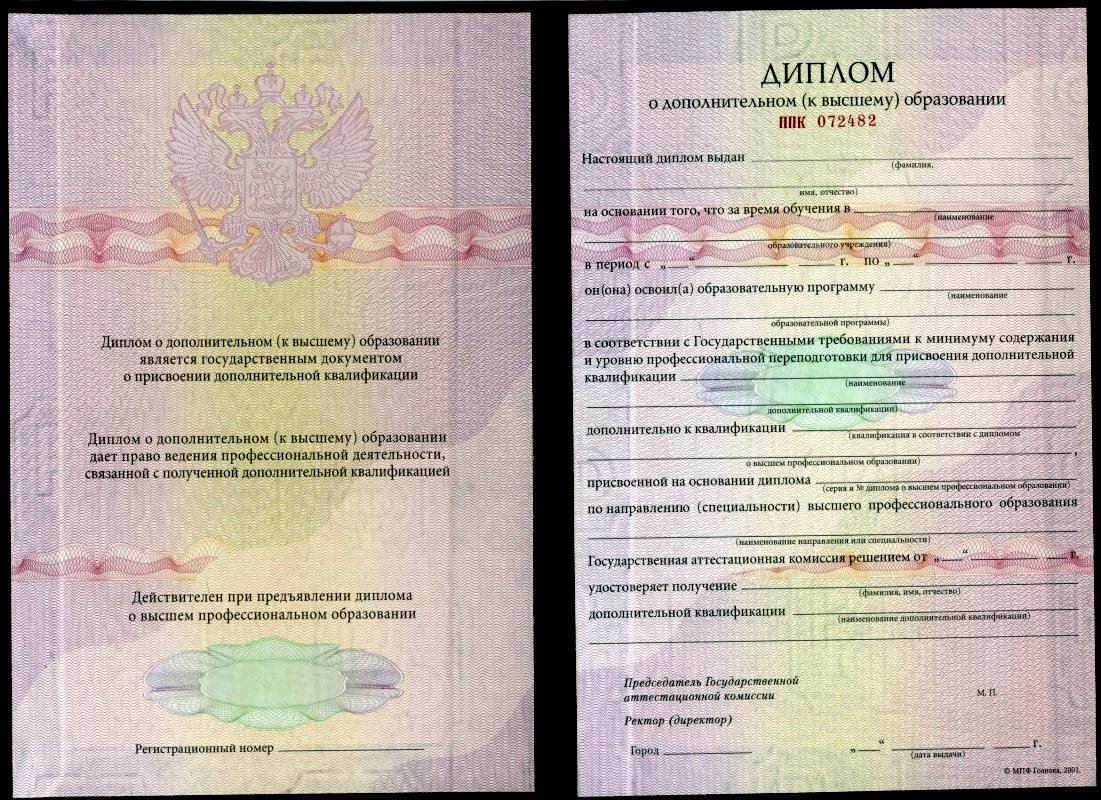 Диплом о дополнительном (к высшему) образовании
является государственным документом
о присвоении дополнительной квалификации
Диплом о дополнительном (к высшему) образовании
дает право ведения профессиональной деятельности,
связанной с полученной дополнительной квалификацией
Действителен при предъявлении диплома
о высшем профессиональном образовании
Регистрационный номер
ДИПЛОМ
о дополнительном (к высшему) образовании
ППК 072482
Настоящий диплом выдан
(фамилия,
имя, отчество)
на основании того, что за время обучения в
(наименование
образовательного учреждения)
в период с „ “ г. по „ “ г.
он(она) освоил(а) образовательную программу
(наименование
образовательной программы)
в соответствии с Государственными требованиями к минимуму содержания
и уровню профессиональной переподготовки для присвоения дополнительной
квалификации
(наименование
дополнительной квалификации)
дополнительно к квалификации
(квалификация в соответствии с дипломом
о высшем профессиональном образовании) ,
присвоенной на основании диплома
(серия и № диплома о высшем профессиональном образовании)
по направлению (специальности) высшего профессионального образования
(наименование направления или специальности)
Государственная аттестационная комиссия решением от „ “ г.
удостоверяет получение
(фамилия, имя, отчество)
дополнительной квалификации
(наименование дополнительной квалификации)
Председатель Государственной
аттестационной комиссии
М. П.
Ректор (директор)
Город „ “ г.
(дата выдачи)
© МПФ Гознака, 2001.